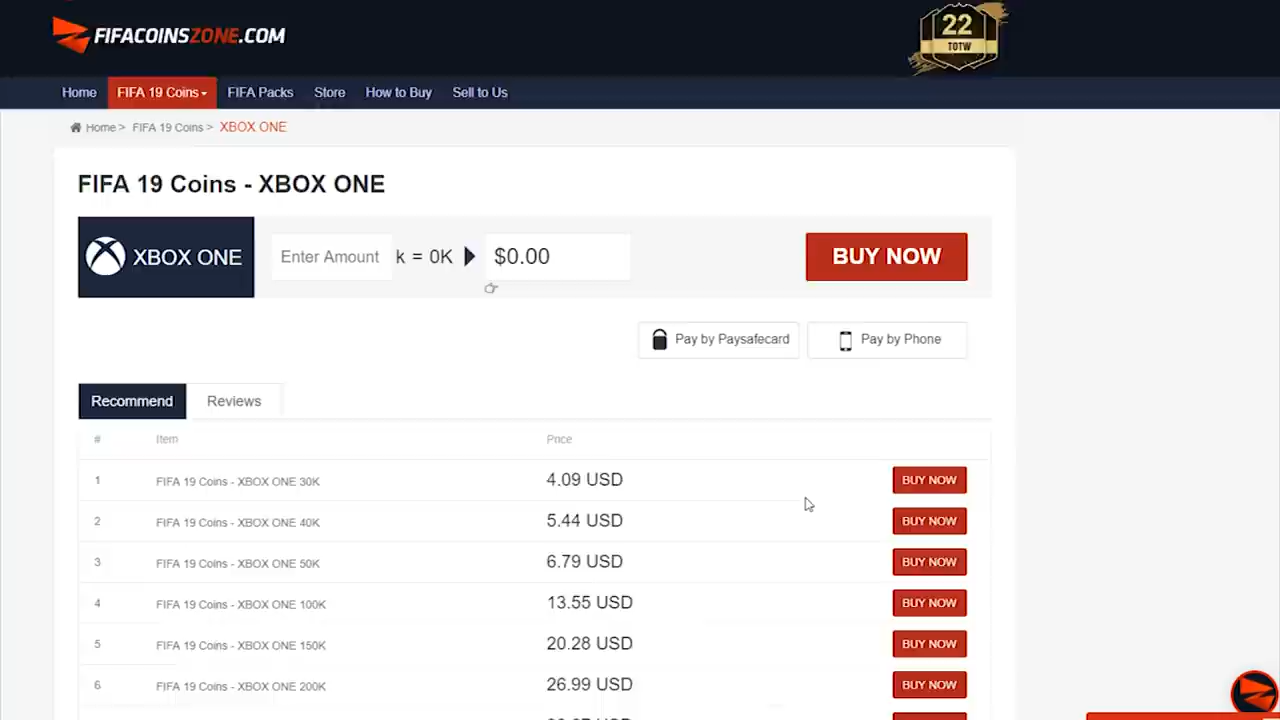 FIFACOINSZONE.COM
22
TOTW
Home FIFA 19 Coins FIFA Packs Store How to Buy Sell to Us
Home > FIFA 19 Coins > XBOX ONE
FIFA 19 Coins - XBOX ONE
XBOX ONE Enter Amount k = 0K $0.00 BUY NOW
Pay by Paysafecard Pay by Phone
Recommend Reviews
# Item Price
1 FIFA 19 Coins - XBOX ONE 30K 4.09 USD BUY NOW
2 FIFA 19 Coins - XBOX ONE 40K 5.44 USD BUY NOW
3 FIFA 19 Coins - XBOX ONE 50K 6.79 USD BUY NOW
4 FIFA 19 Coins - XBOX ONE 100K 13.55 USD BUY NOW
5 FIFA 19 Coins - XBOX ONE 150K 20.28 USD BUY NOW
6 FIFA 19 Coins - XBOX ONE 200K 26.99 USD BUY NOW